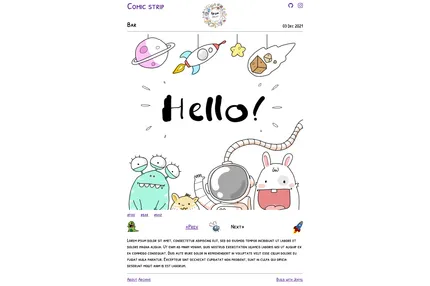 Comic strip
Bar
03 Dec 2021
Hello!
«Prev
Next»
Lorem ipsum dolor sit amet, consectetur adipisicing elit, sed do eiusmod tempor incididunt ut labore et
dolore magna aliqua. Ut enim ad minim veniam, quis nostrud exercitation ullamco laboris nisi ut aliquip ex
ea commodo consequat. Duis aute irure dolor in reprehenderit in voluptate velit esse cillum dolore eu
fugiat nulla pariatur. Excepteur sint occaecat cupidatat non proident, sunt in culpa qui officia
deserunt mollit anim id est laborum.
About Archive
Build with Jekyll